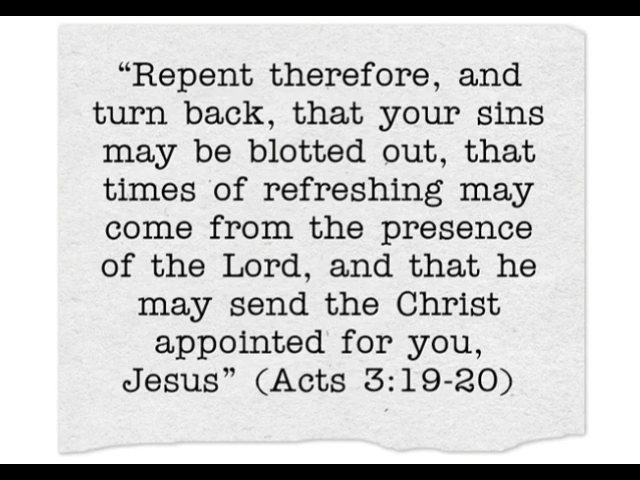 “Repent therefore, and
turn back, that your sins
may be blotted out, that
times of refreshing may
come from the presence
of the Lord, and that he
may send the Christ
appointed for you,
Jesus” (Acts 3:19-20)